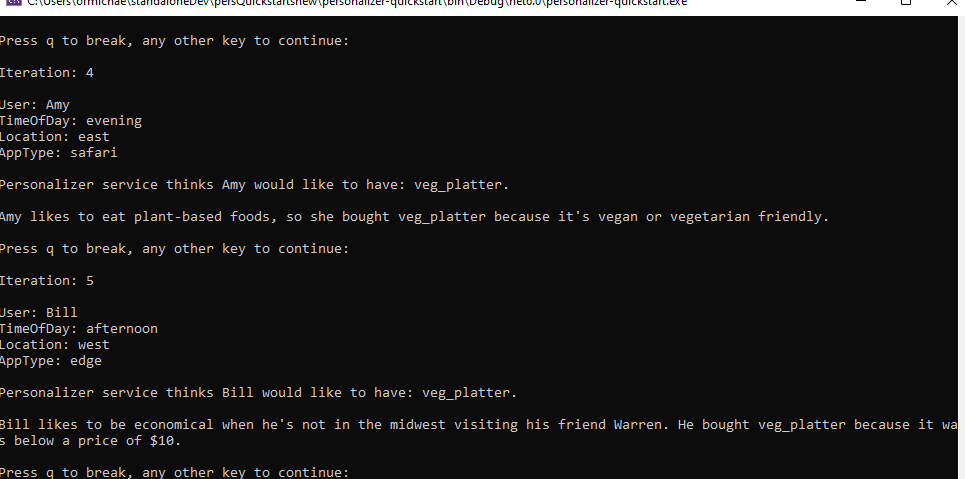 C:\Users\ormichae\standaloneDev\persQuickstartsnew\personalizer-quickstart\bin\Debug\net6.0\personalizer-quickstart.exe
Press q to break, any other key to continue:
Iteration: 4
User: Amy
TimeOfDay: evening
Location: east
AppType: safari
Personalizer service thinks Amy would like to have: veg_platter.
Amy likes to eat plant-based foods, so she bought veg_platter because it's vegan or vegetarian friendly.
Press q to break, any other key to continue:
Iteration: 5
User: Bill
TimeOfDay: afternoon
Location: west
AppType: edge
Personalizer service thinks Bill would like to have: veg_platter.
Bill likes to be economical when he's not in the midwest visiting his friend Warren. He bought veg_platter because it wa
s below a price of $10.
Press q to break, any other key to continue: